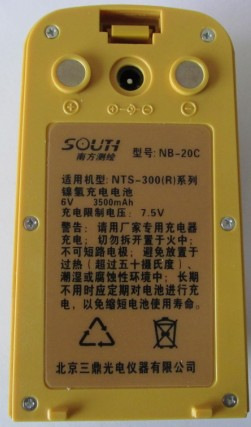 SOUTH
南方测绘 型号: NB-20C
适用机型: NTS-300(R)系列
镍氢充电电池
6V 3500mAh
充电限制电压: 7.5V
警告: 请用厂家专用充电器
充电; 切勿拆开置于火中;
不可短路电极; 避免放置于
过热(超过五十摄氏度)、
潮湿或腐蚀性环境中; 长期
不用时应定期对电池进行充
电, 以免缩短电池使用寿命。
北京三鼎光电仪器有限公司